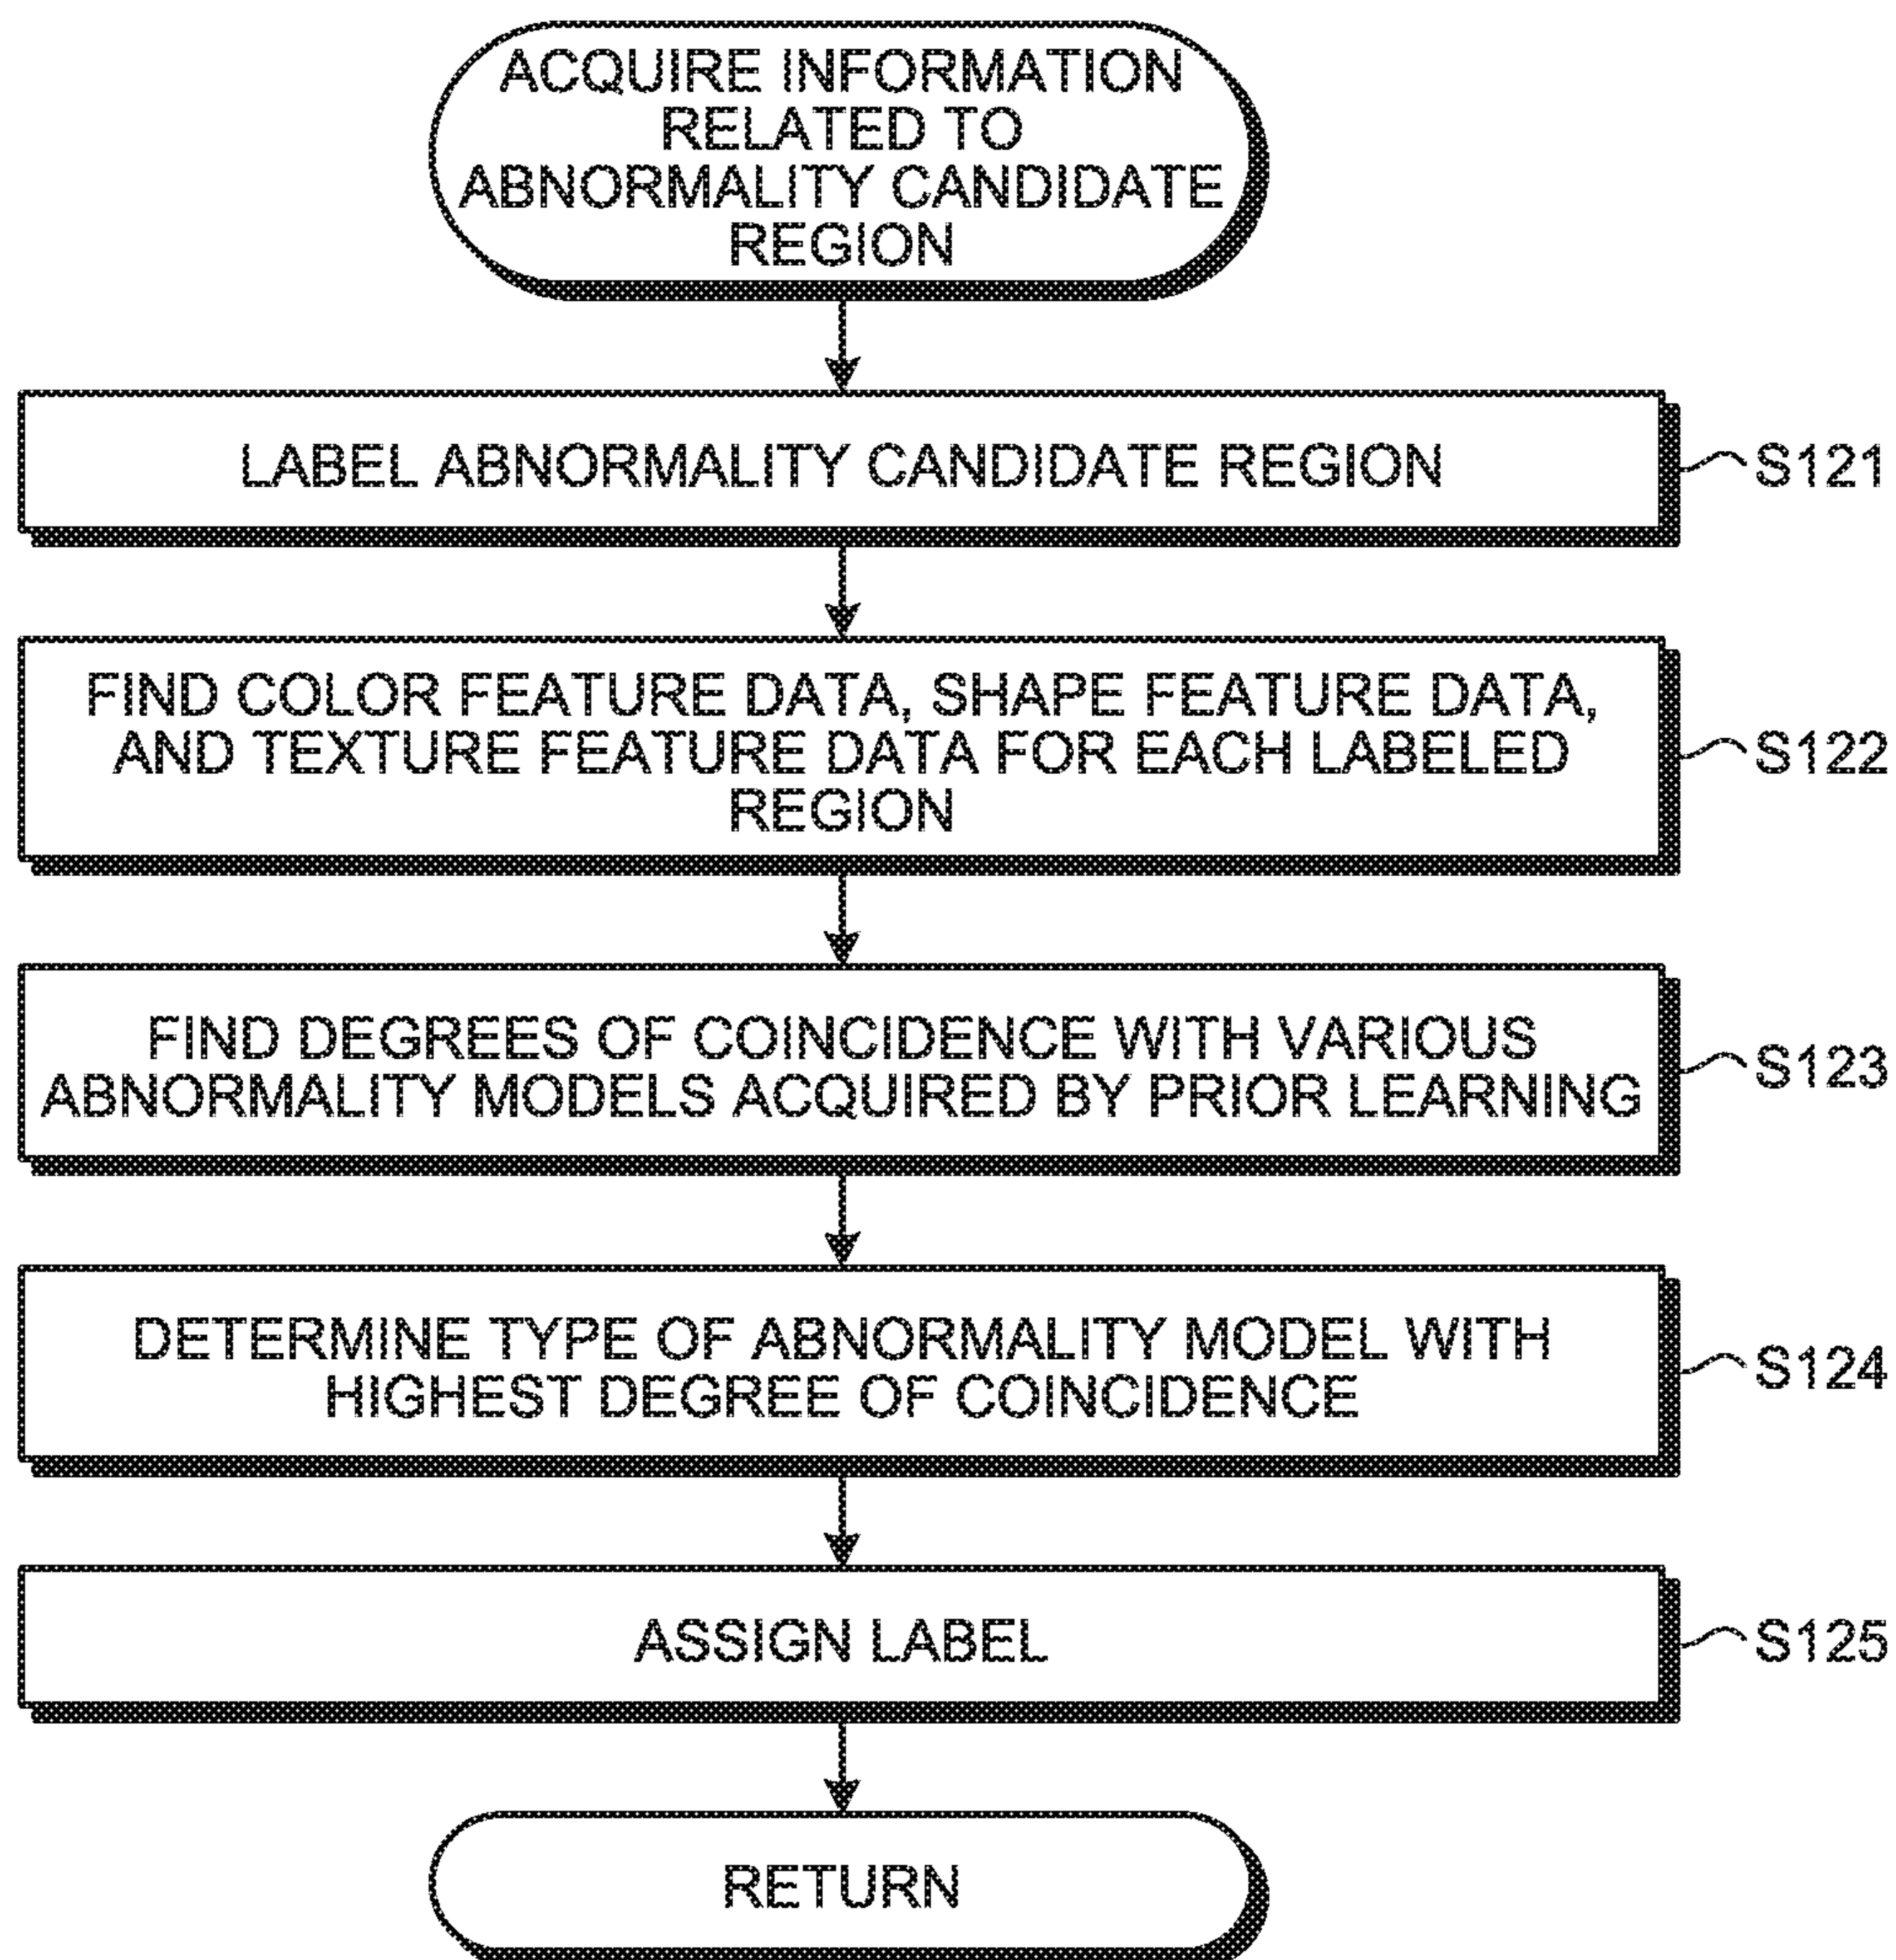 ACQUIRE INFORMATION
RELATED TO
ABNORMALITY CANDIDATE
REGION
LABEL ABNORMALITY CANDIDATE REGION
S121
FIND COLOR FEATURE DATA, SHAPE FEATURE DATA,
AND TEXTURE FEATURE DATA FOR EACH LABELED
REGION
S122
FIND DEGREES OF COINCIDENCE WITH VARIOUS
ABNORMALITY MODELS ACQUIRED BY PRIOR LEARNING
S123
DETERMINE TYPE OF ABNORMALITY MODEL WITH
HIGHEST DEGREE OF COINCIDENCE
S124
ASSIGN LABEL
S125
RETURN